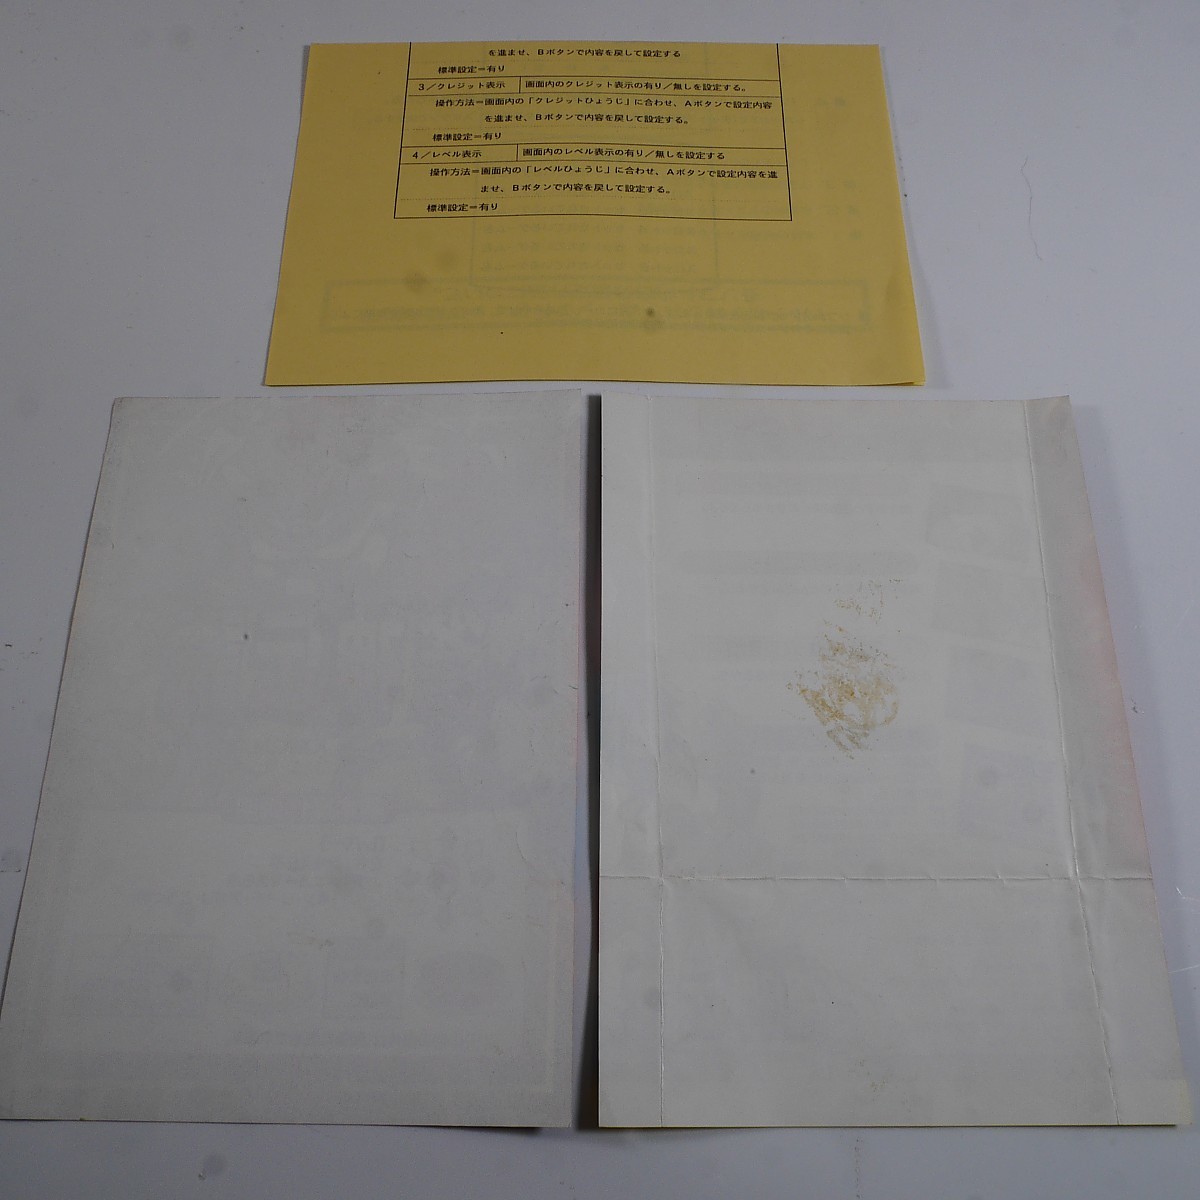 を進ませ、Bボタンで内容を戻して設定する
標準設定=有り
3/クレジット表示 画面内のクレジット表示の有り/無しを設定する。
操作方法=画面内の「クレジットひょうじ」に合わせ、Aボタンで設定内容
を進ませ、Bボタンで内容を戻して設定する。
標準設定=有り
4/レベル表示 画面内のレベル表示の有り/無しを設定する
操作方法=画面内の「レベルひょうじ」に合わせ、Aボタンで設定内容を進
ませ、Bボタンで内容を戻して設定する。
標準設定=有り